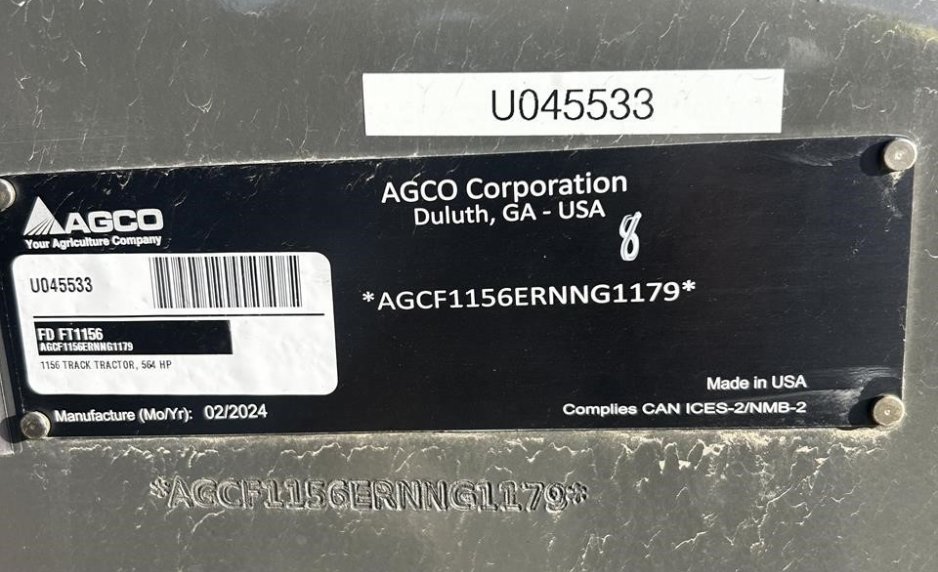 U045533
AGCO Corporation
Duluth, GA - USA
8
AGCO
Your Agriculture Company
U045533
*AGCF1156ERNNG1179*
FD FT1156
AGCF1156ERNNG1179
1156 TRACK TRACTOR, 564 HP
Made in USA
Manufacture (Mo/Yr): 02/2024
Complies CAN ICES-2/NMB-2
*AGCF1156ERNNG1179*